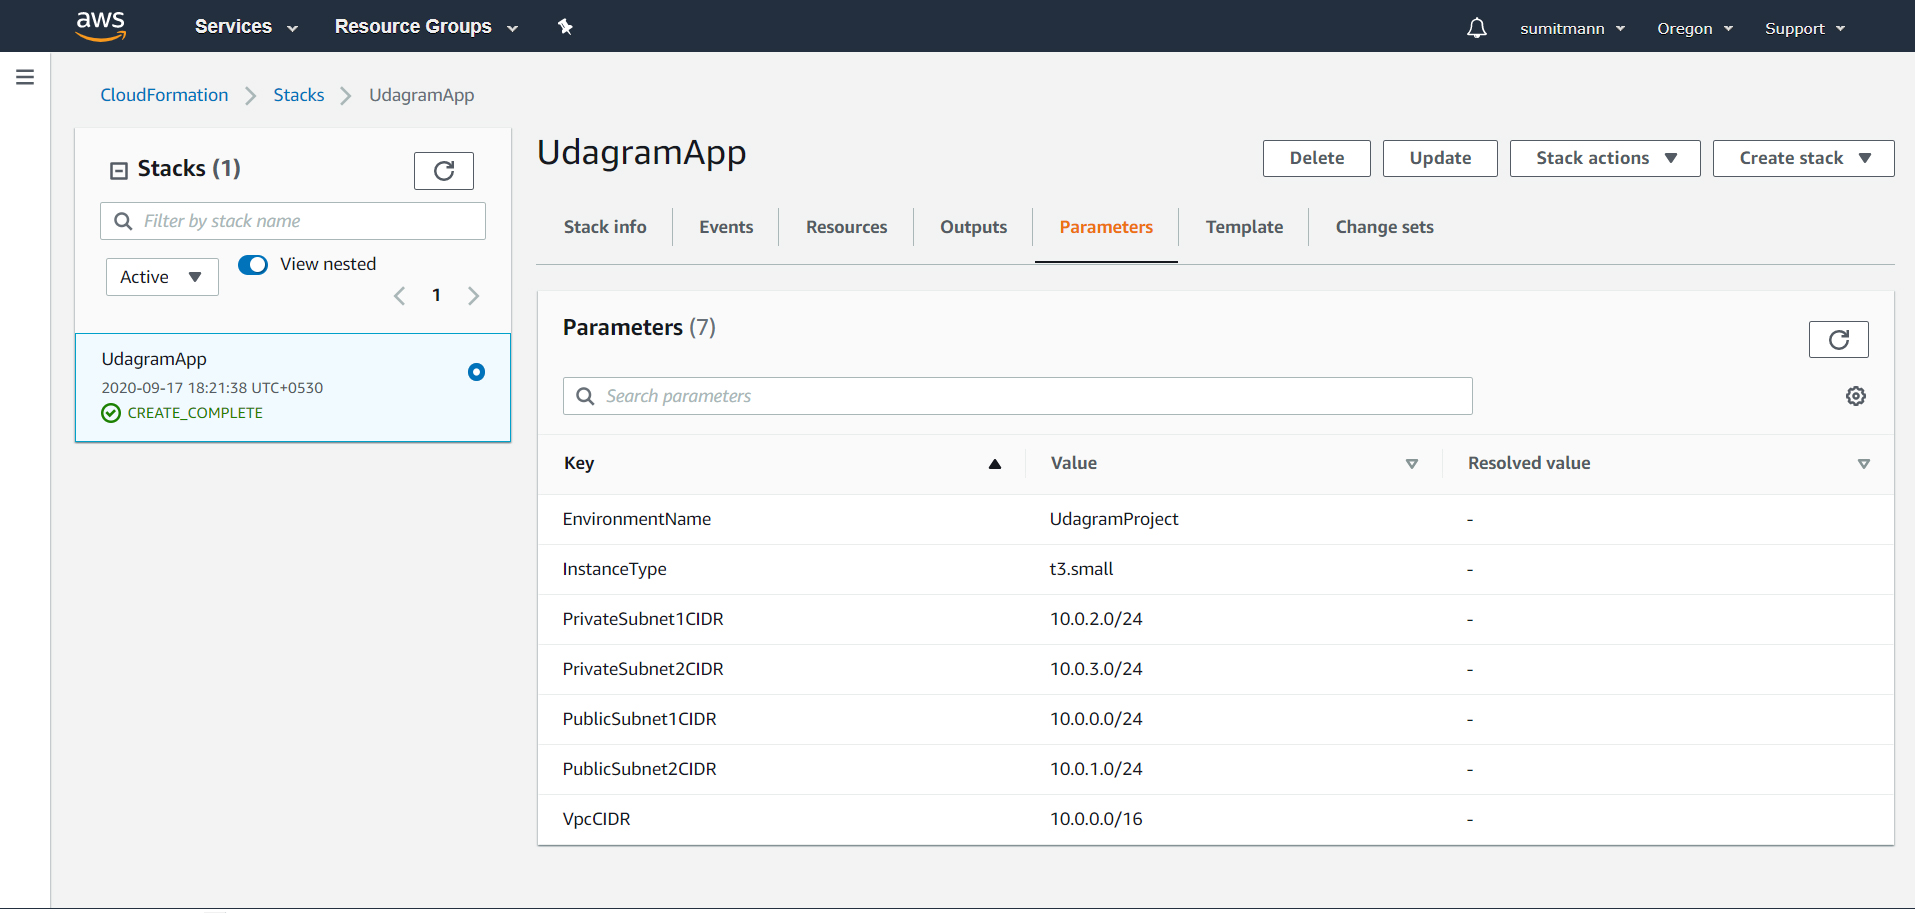 aws Services Resource Groups sumitmann Oregon Support
CloudFormation Stacks UdagramApp
Stacks (1)
Filter by stack name
Active View nested
1
UdagramApp
2020-09-17 18:21:38 UTC+0530
CREATE_COMPLETE
UdagramApp
Delete Update Stack actions Create stack
Stack info Events Resources Outputs Parameters Template Change sets
Parameters (7)
Search parameters
Key Value Resolved value
EnvironmentName UdagramProject -
InstanceType t3.small -
PrivateSubnet1CIDR 10.0.2.0/24 -
PrivateSubnet2CIDR 10.0.3.0/24 -
PublicSubnet1CIDR 10.0.0.0/24 -
PublicSubnet2CIDR 10.0.1.0/24 -
VpcCIDR 10.0.0.0/16 -